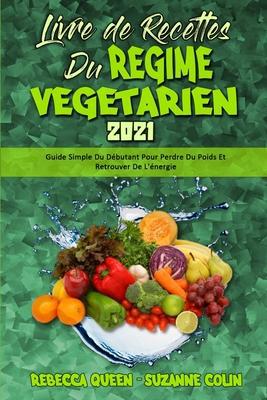 Livre de Recettes
Du REGIME
VEGETARIEN
2021
Guide Simple Du Débutant Pour Perdre Du Poids Et
Retrouver De L'énergie
REBECCA QUEEN - SUZANNE COLIN